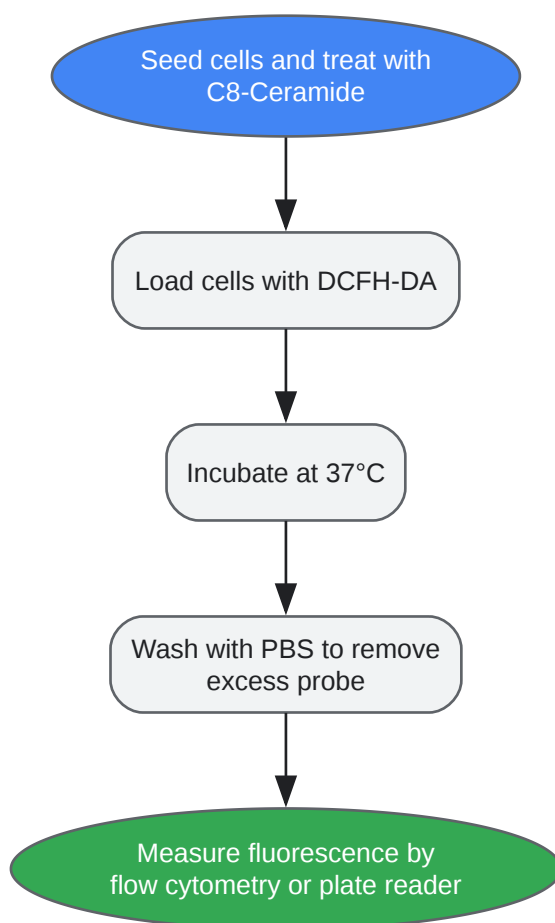 Seed cells and treat with
C8-Ceramide
Load cells with DCFH-DA
Incubate at 37°C
Wash with PBS to remove
excess probe
Measure fluorescence by
flow cytometry or plate reader